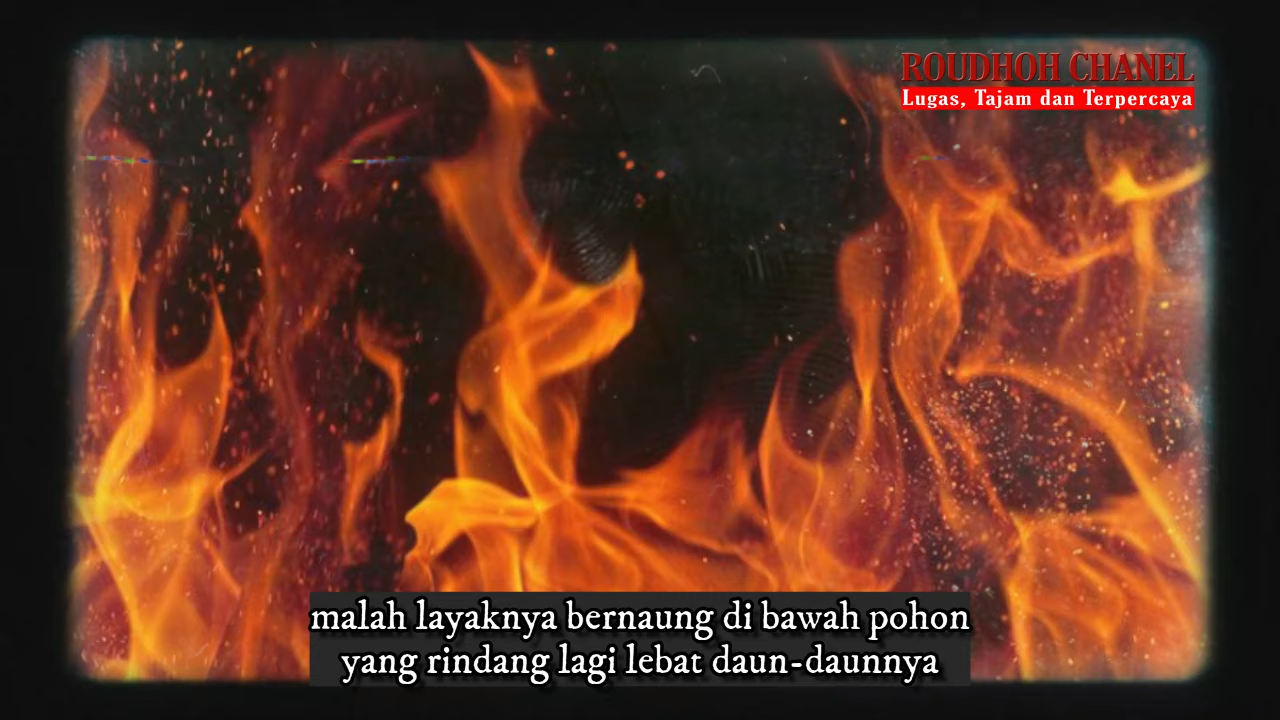 ROUDHOH CHANEL
Lugas, Tajam dan Terpercaya
malah layaknya bernaung di bawah pohon
yang rindang lagi lebat daun-daunnya